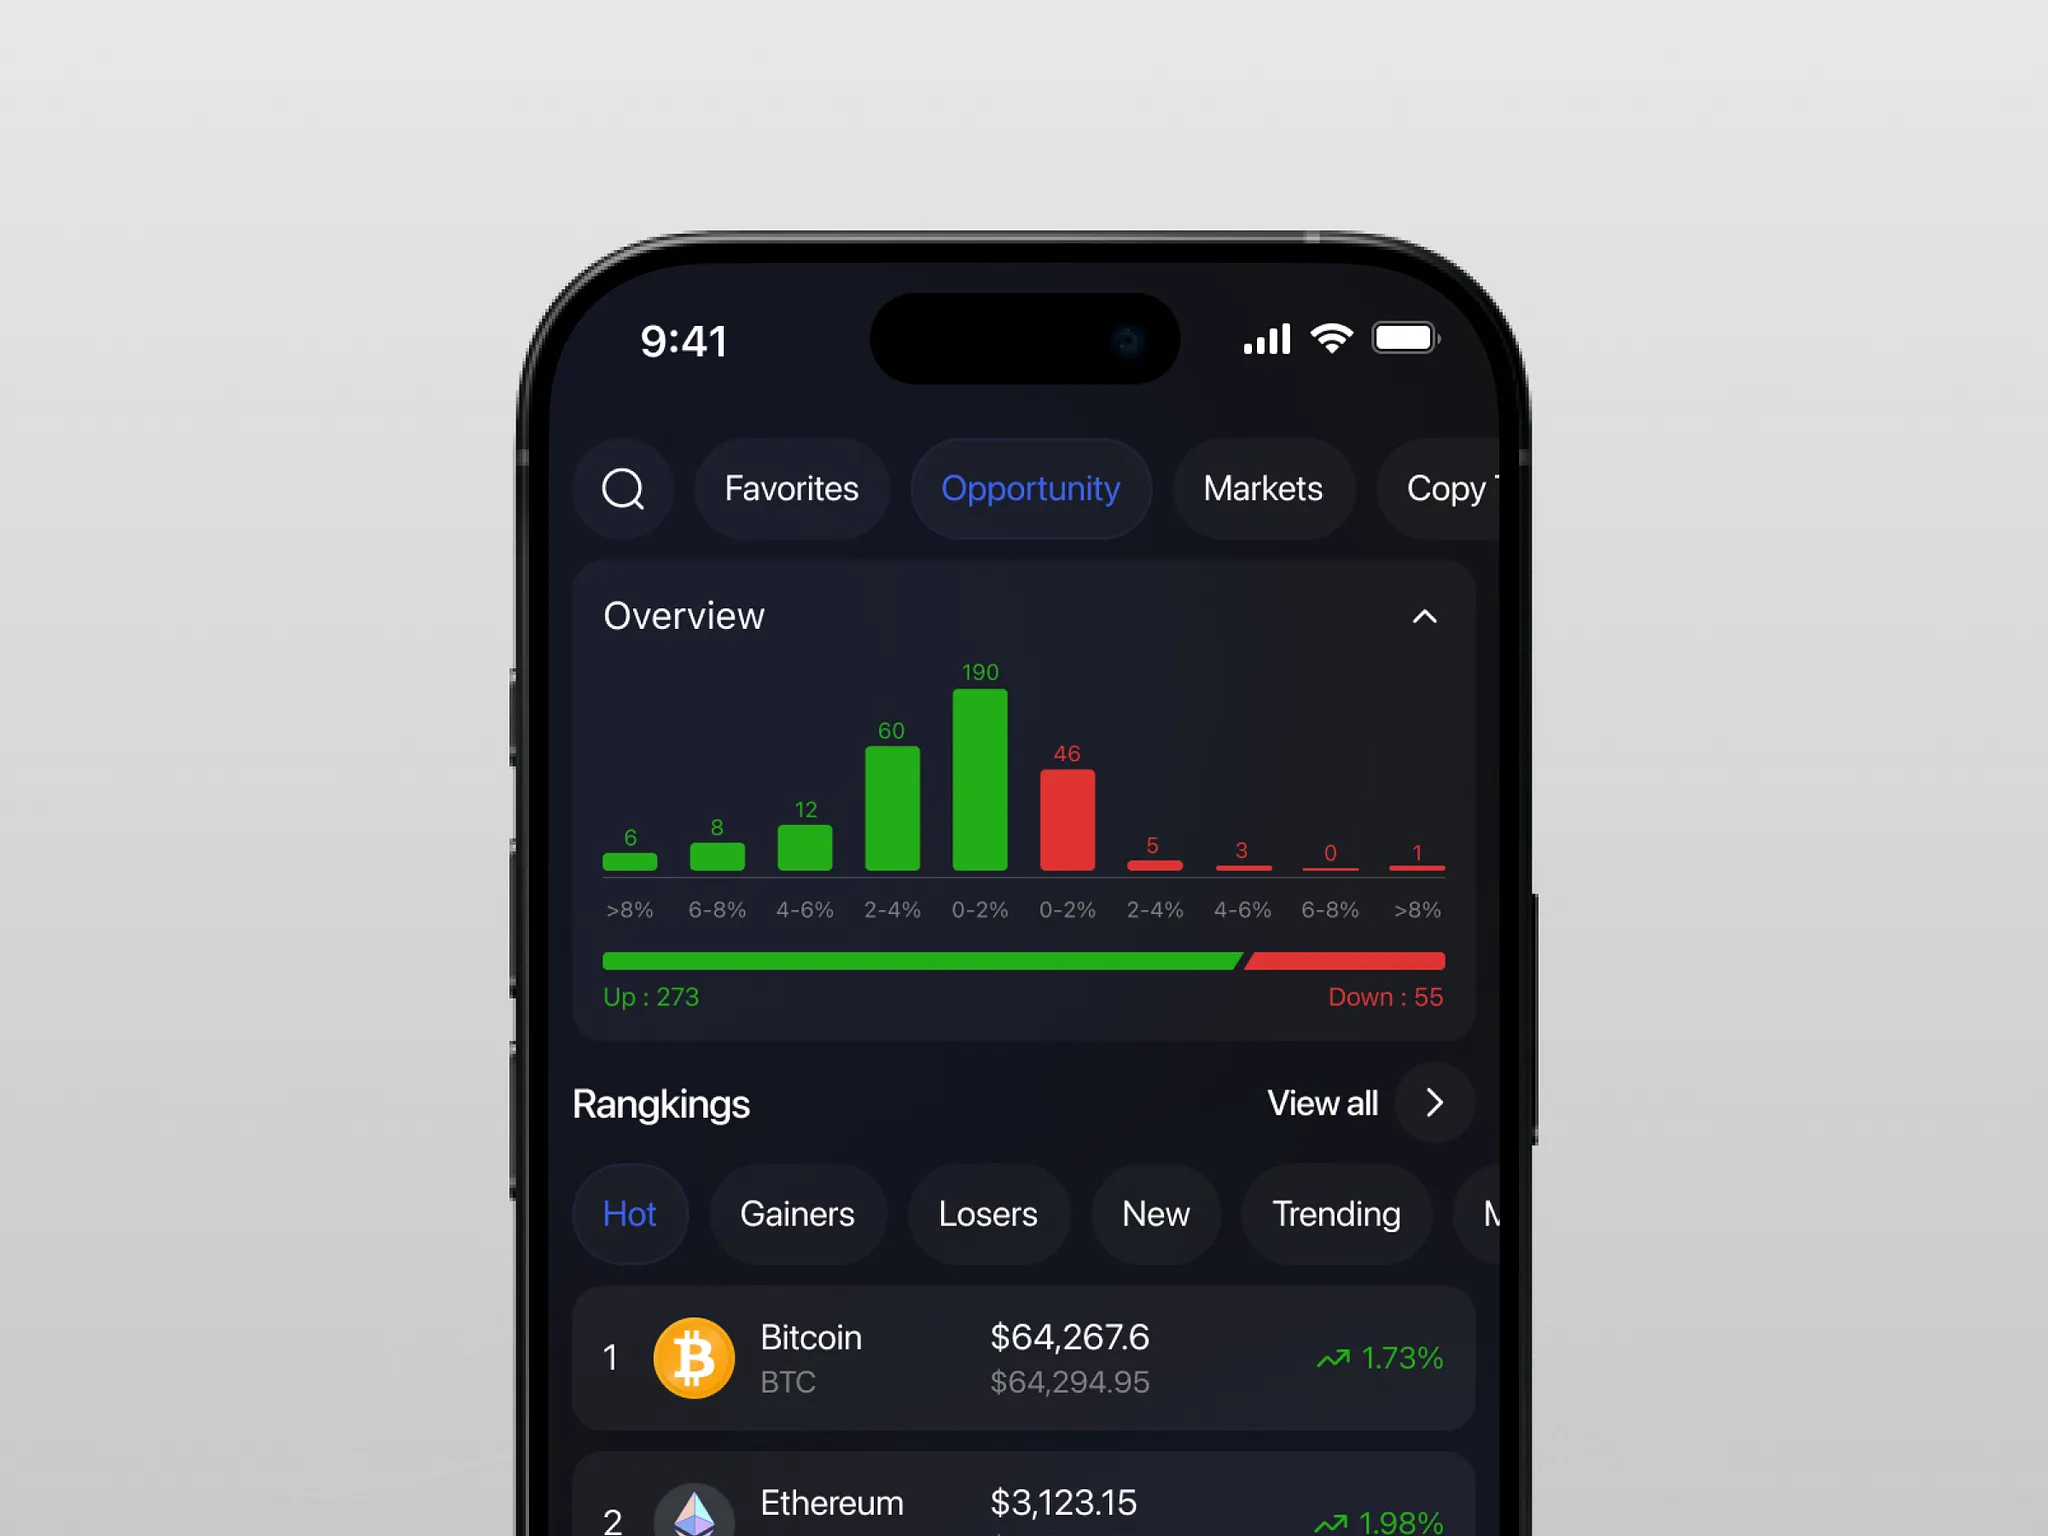 9:41
Favorites
Opportunity
Markets
Copy
Overview
6
8
12
60
190
46
5
3
0
1
>8%
6-8%
4-6%
2-4%
0-2%
0-2%
2-4%
4-6%
6-8%
>8%
Up : 273
Down : 55
Rangkings
View all
Hot
Gainers
Losers
New
Trending
1
Bitcoin
$64,267.6
1.73%
BTC
$64,294.95
2
Ethereum
$3,123.15
1.98%